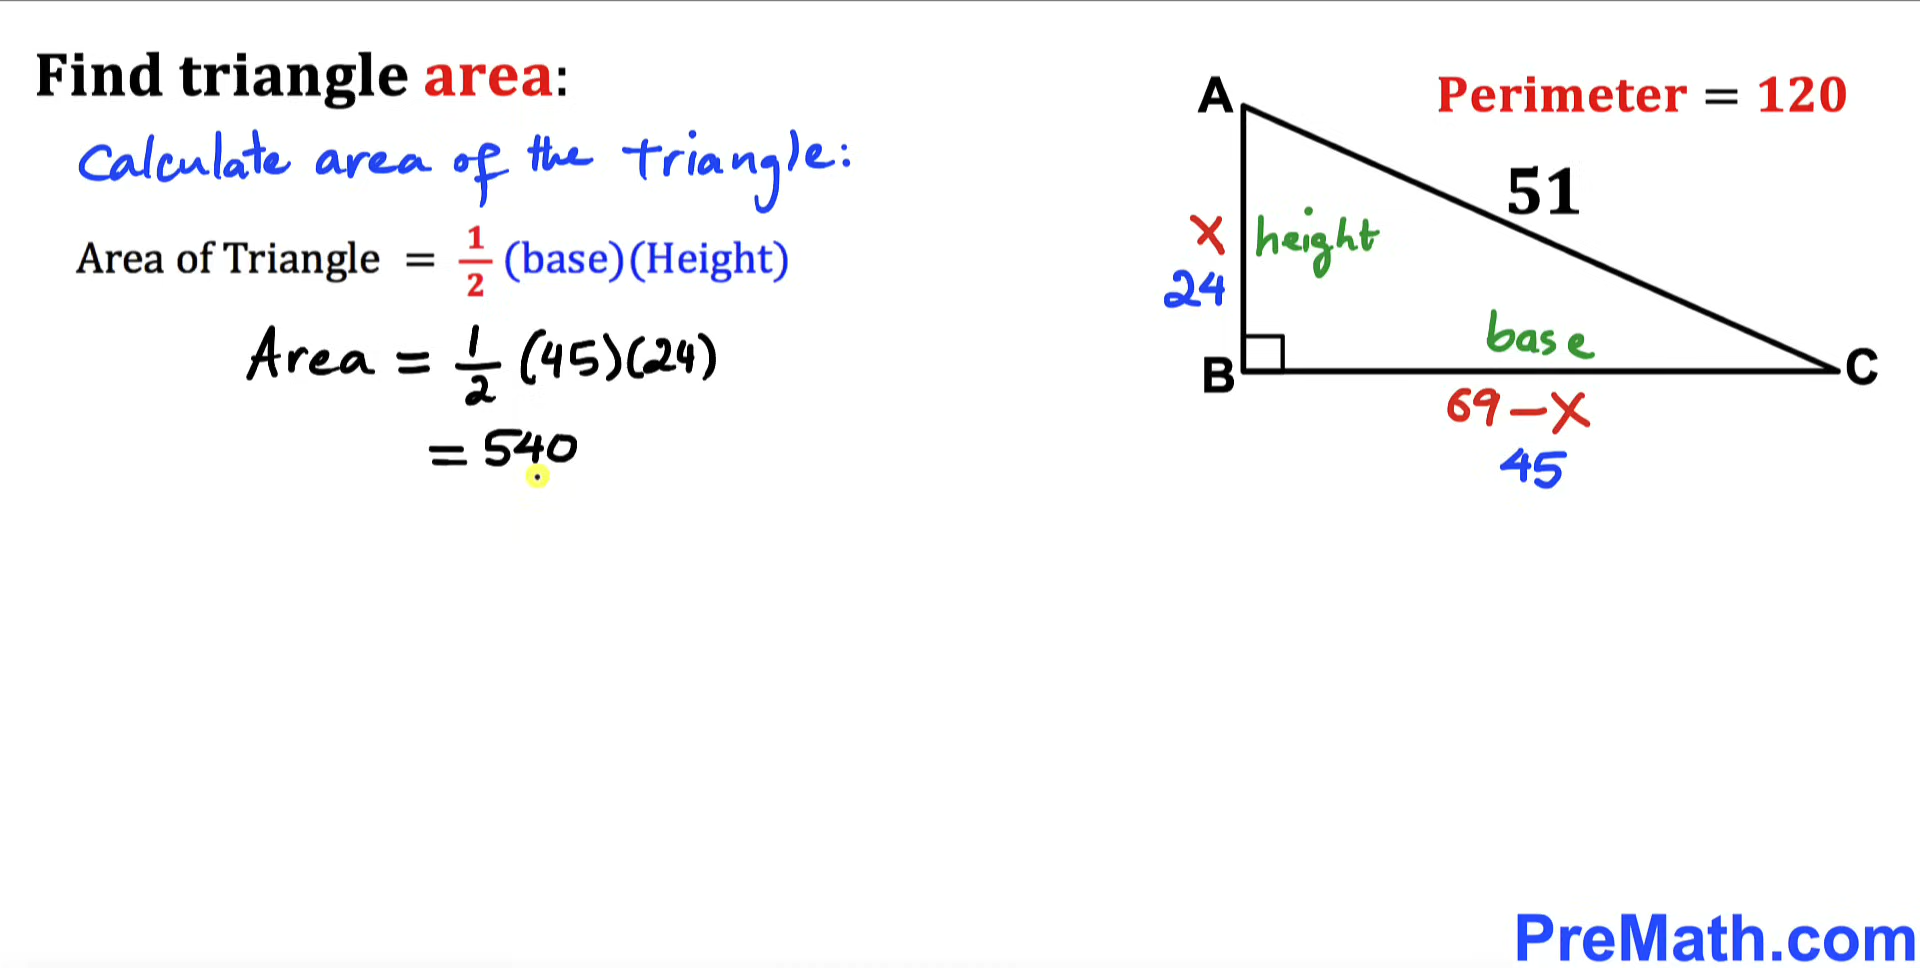 Find triangle area:
Calculate area of the triangle:
Area of Triangle = 1/2 (base)(Height)
Area = 1/2 (45)(24)
= 540
Perimeter = 120
A
51
x
height
24
base
B
C
69-x
45
PreMath.com